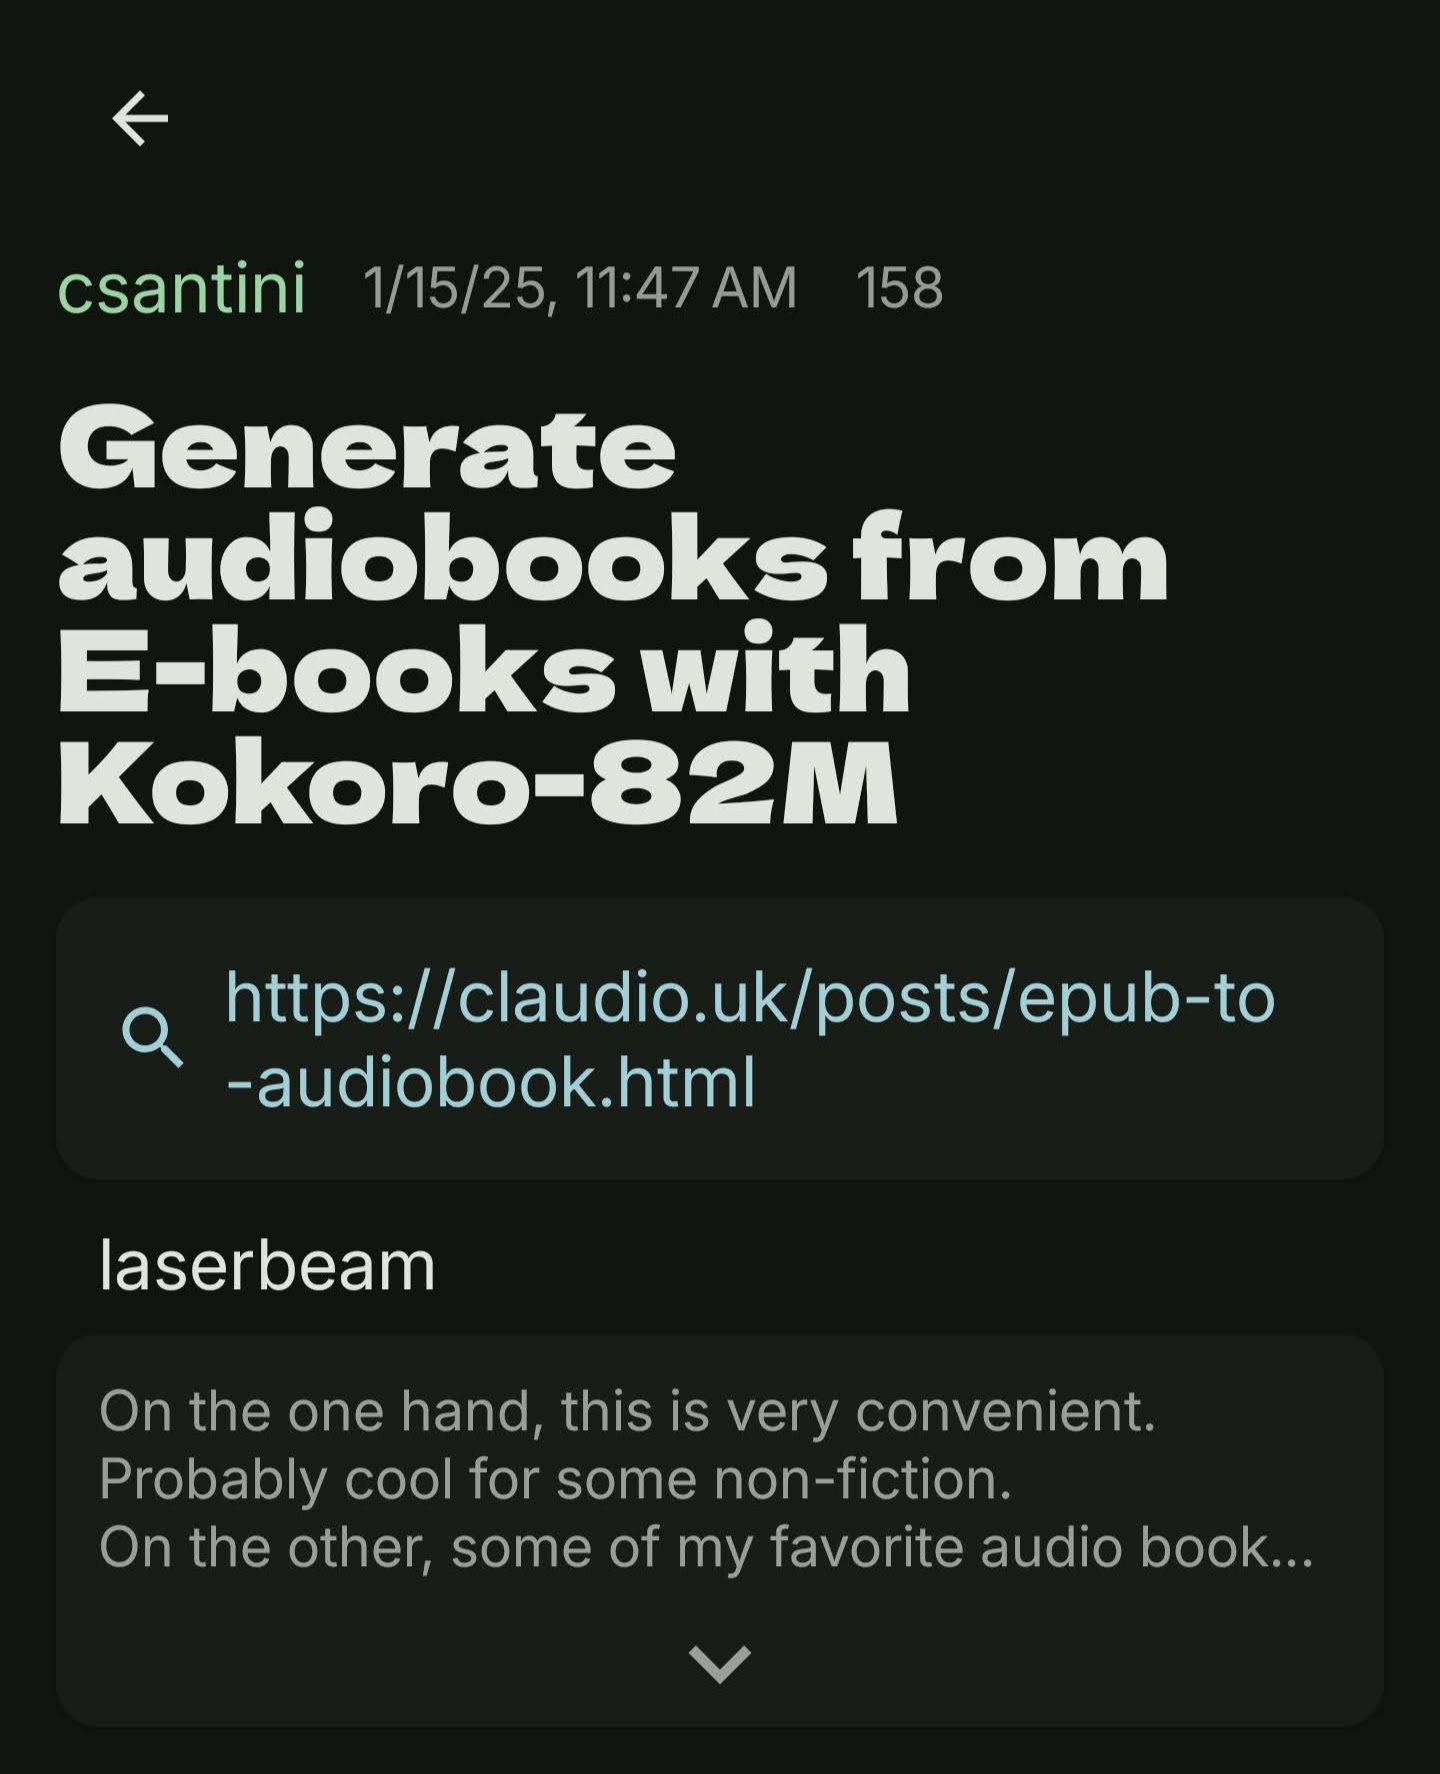 csantini 1/15/25, 11:47 AM 158
Generate
audiobooks from
E-books with
Kokoro-82M
https://claudio.uk/posts/epub-to
-audiobook.html
laserbeam
On the one hand, this is very convenient.
Probably cool for some non-fiction.
On the other, some of my favorite audio book...